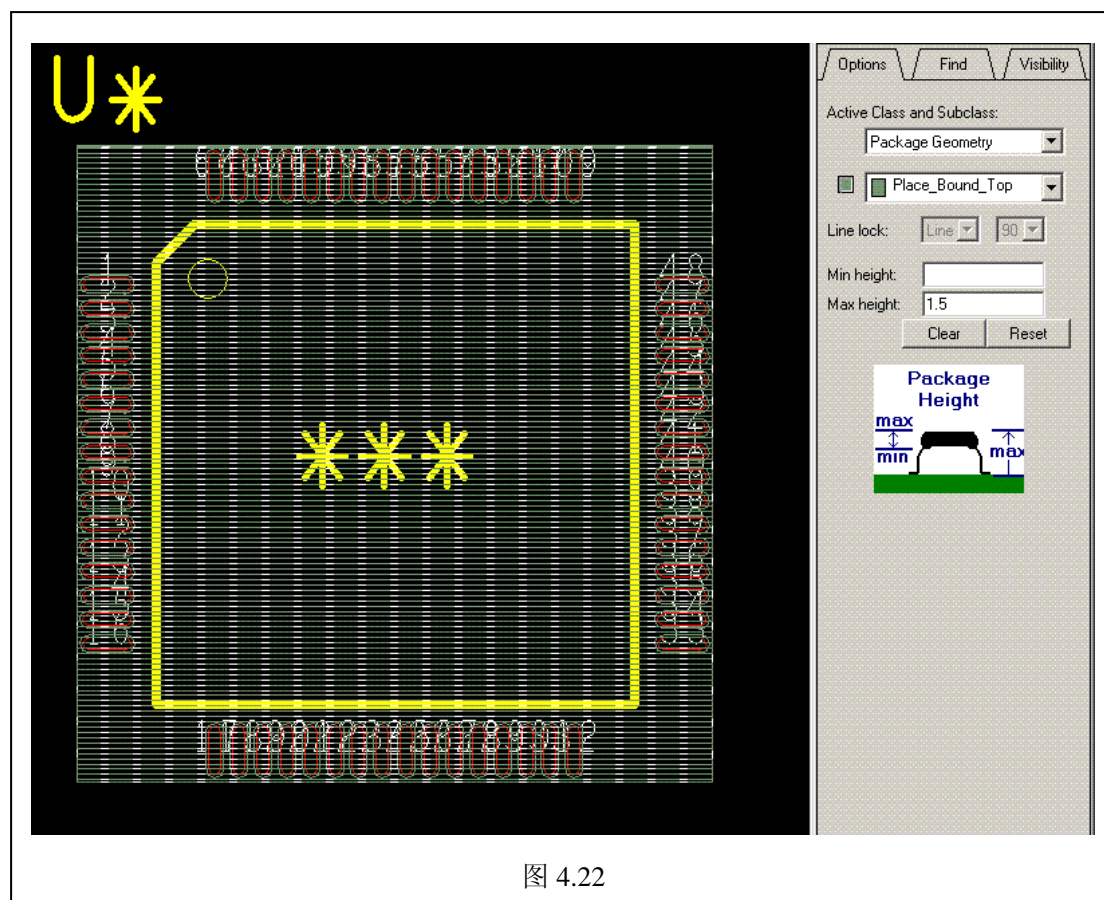 U*
***
Options Find Visibility
Active Class and Subclass:
Package Geometry
Place_Bound_Top
Line lock: Line 90
Min height:
Max height: 1.5
Clear Reset
Package
Height
max
min
max
图 4.22